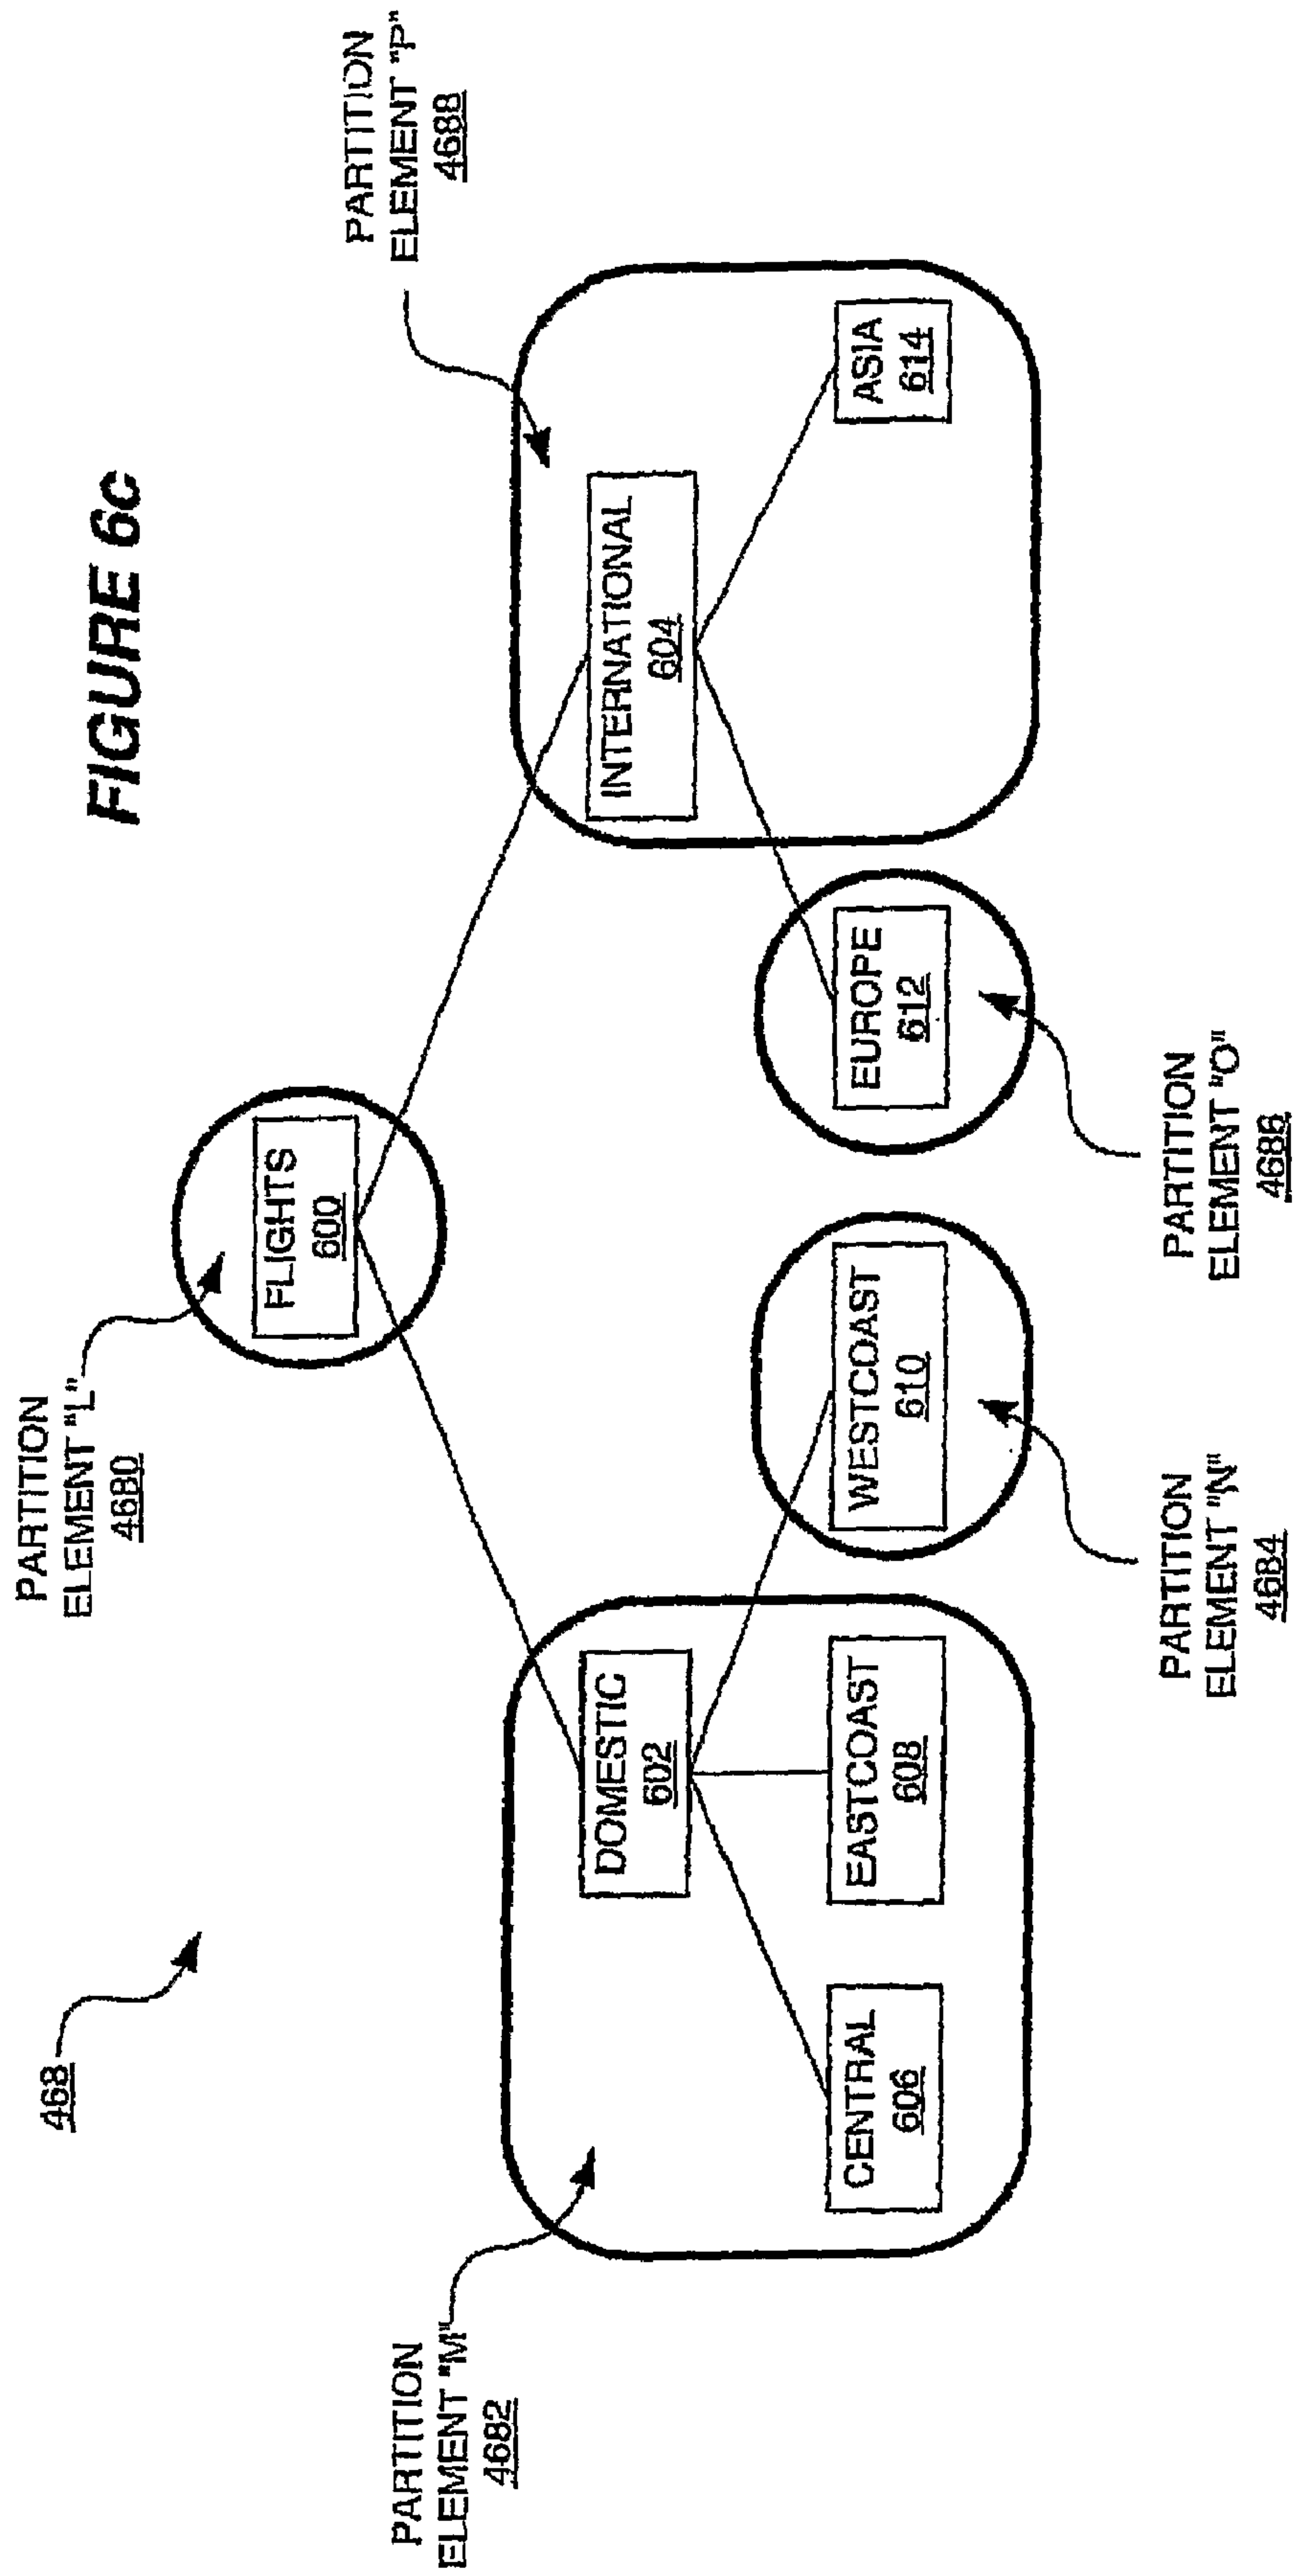 FIGURE 6c
468
PARTITION
ELEMENT "L"
4680
FLIGHTS
600
PARTITION
ELEMENT "P"
4688
PARTITION
ELEMENT "M"
4682
DOMESTIC
602
INTERNATIONAL
604
CENTRAL
606
EASTCOAST
608
WESTCOAST
610
EUROPE
612
ASIA
614
PARTITION
ELEMENT "N"
4684
PARTITION
ELEMENT "O"
4686